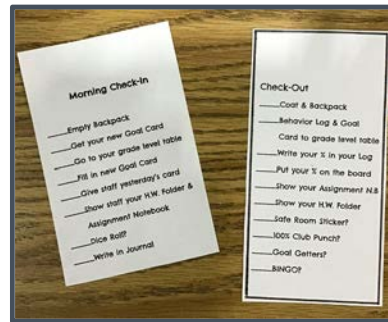 Morning Check-In
____Empty Backpack
____Get your new Goal Card
____Go to your grade level table
____Fill in new Goal Card
____Give staff yesterday's card
____Show staff your H.W. Folder &
Assignment Notebook
____Dice Roll?
____Write in Journal
Check-Out
____Coat & Backpack
____Behavior Log & Goal
Card to grade level table
____Write your % in your Log
____Put your % on the board
____Show your Assignment N.B
____Show your H.W. Folder
____Safe Room Sticker?
____100% Club Punch?
____Goal Getters?
____BINGO?